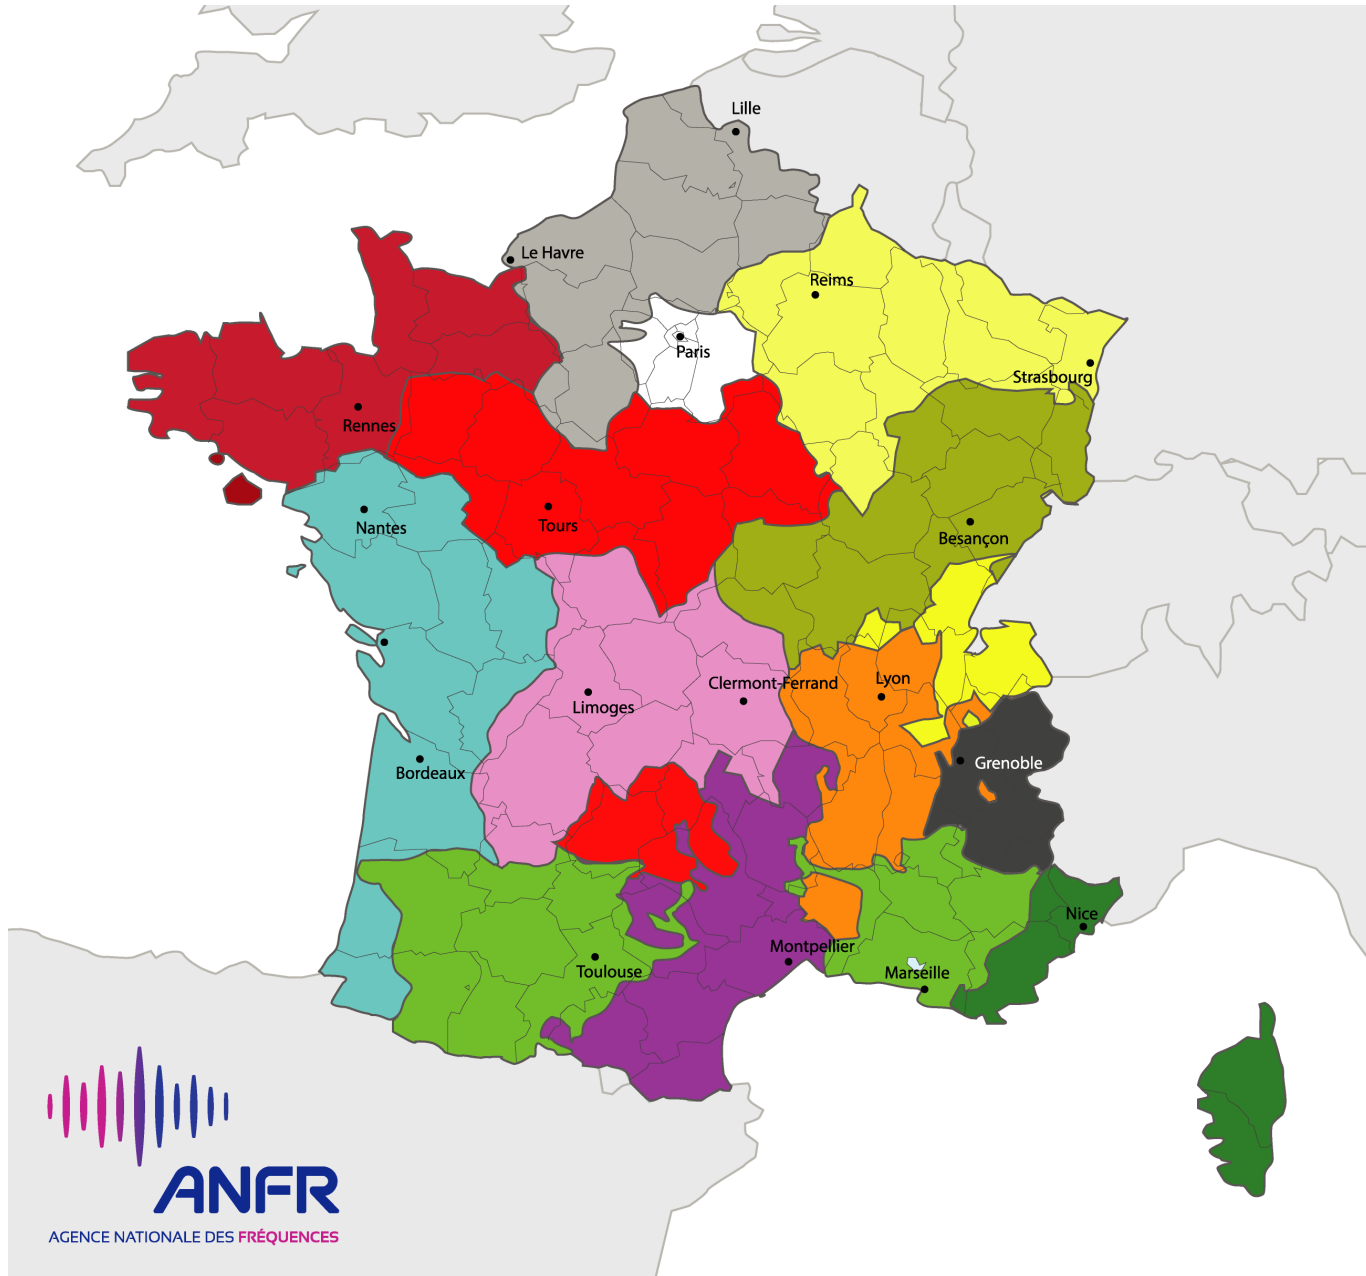 Lille
Le Havre
Reims
Paris
Strasbourg
Rennes
Nantes
Tours
Besançon
Clermont-Ferrand
Lyon
Limoges
Bordeaux
Grenoble
Nice
Montpellier
Toulouse
Marseille
ANFR
AGENCE NATIONALE DES FRÉQUENCES